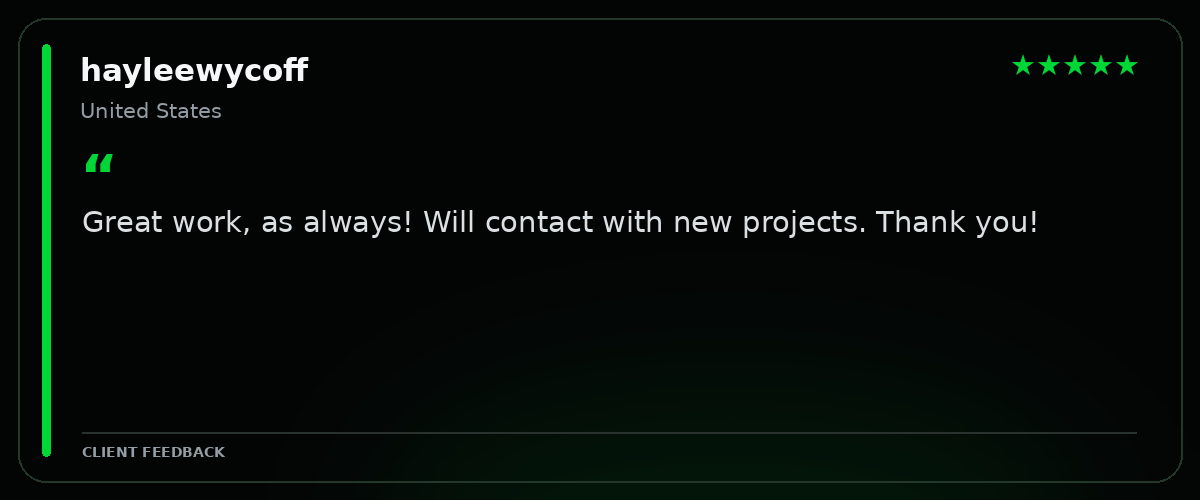 hayleewycoff
★★★★★
United States
“
Great work, as always! Will contact with new projects. Thank you!
CLIENT FEEDBACK